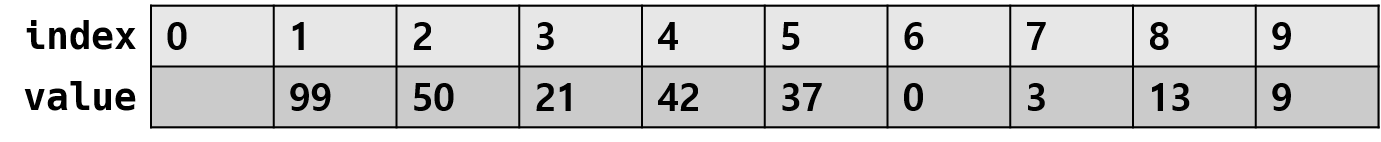 index 0 1 2 3 4 5 6 7 8 9
value 99 50 21 42 37 0 3 13 9